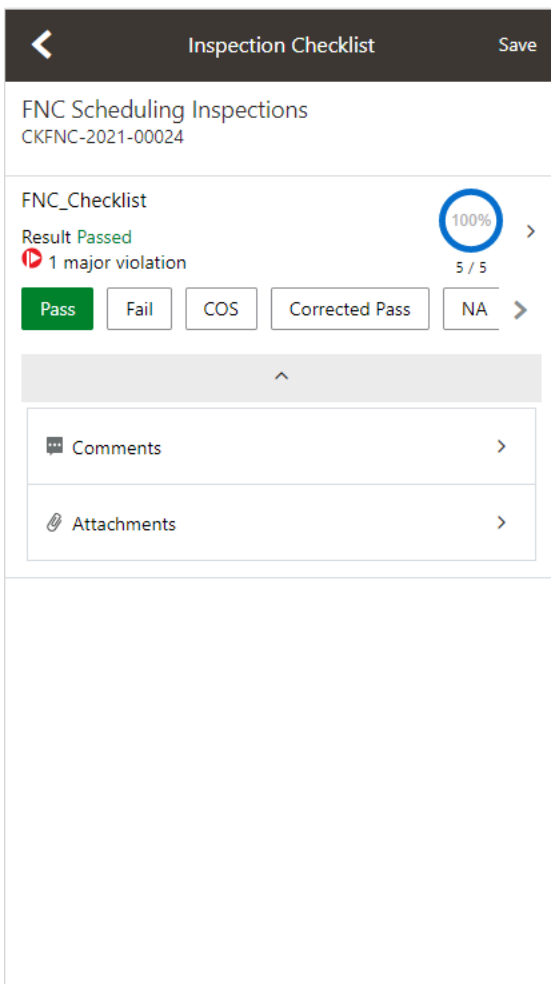 Inspection Checklist Save
FNC Scheduling Inspections
CKFNC-2021-00024
FNC_Checklist
100%
Result Passed
1 major violation
5 / 5
Pass Fail COS Corrected Pass NA
Comments
Attachments